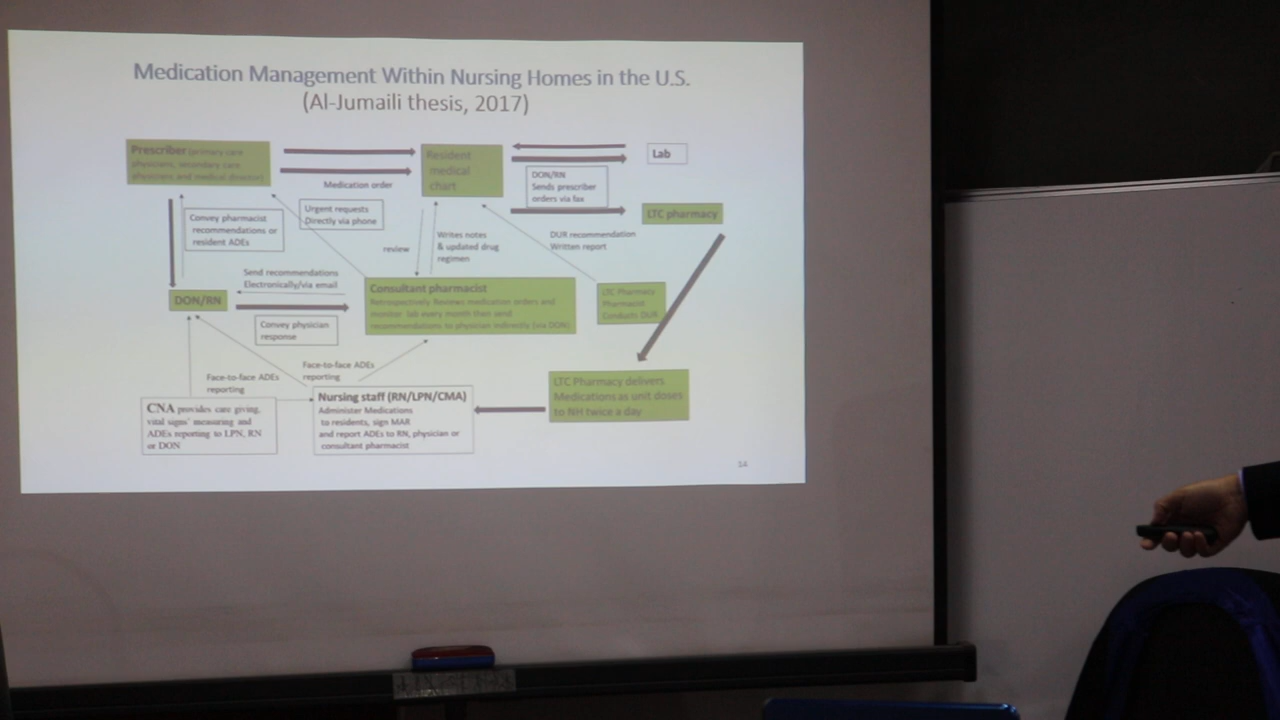 Medication Management Within Nursing Homes in the U.S.
(Al-Jumaili thesis, 2017)
Prescriber (primary care
physicians, secondary care
physicians and medical director)
Medication order
Resident
medical
chart
Lab
DON/RN
Sends prescriber
orders via fax
LTC pharmacy
Convey pharmacist
recommendations or
resident ADEs
Urgent requests
Directly via phone
review
Writes notes
& updated drug
regimen
DUR recommendation
Written report
Send recommendations
Electronically/via email
DON/RN
Convey physician
response
Consultant pharmacist
Retrospectively Reviews medication orders and
monitor lab every month then send
recommendations to physician indirectly (via DON)
LTC Pharmacy
Pharmacist
Conducts DUR
Face-to-face ADEs
reporting
Face-to-face ADEs
reporting
CNA provides care giving,
vital signs' measuring and
ADEs reporting to LPN, RN
or DON
Nursing staff (RN/LPN/CMA)
Administer Medications
to residents, sign MAR
and report ADEs to RN, physician or
consultant pharmacist
LTC Pharmacy delivers
Medications as unit doses
to NH twice a day
14